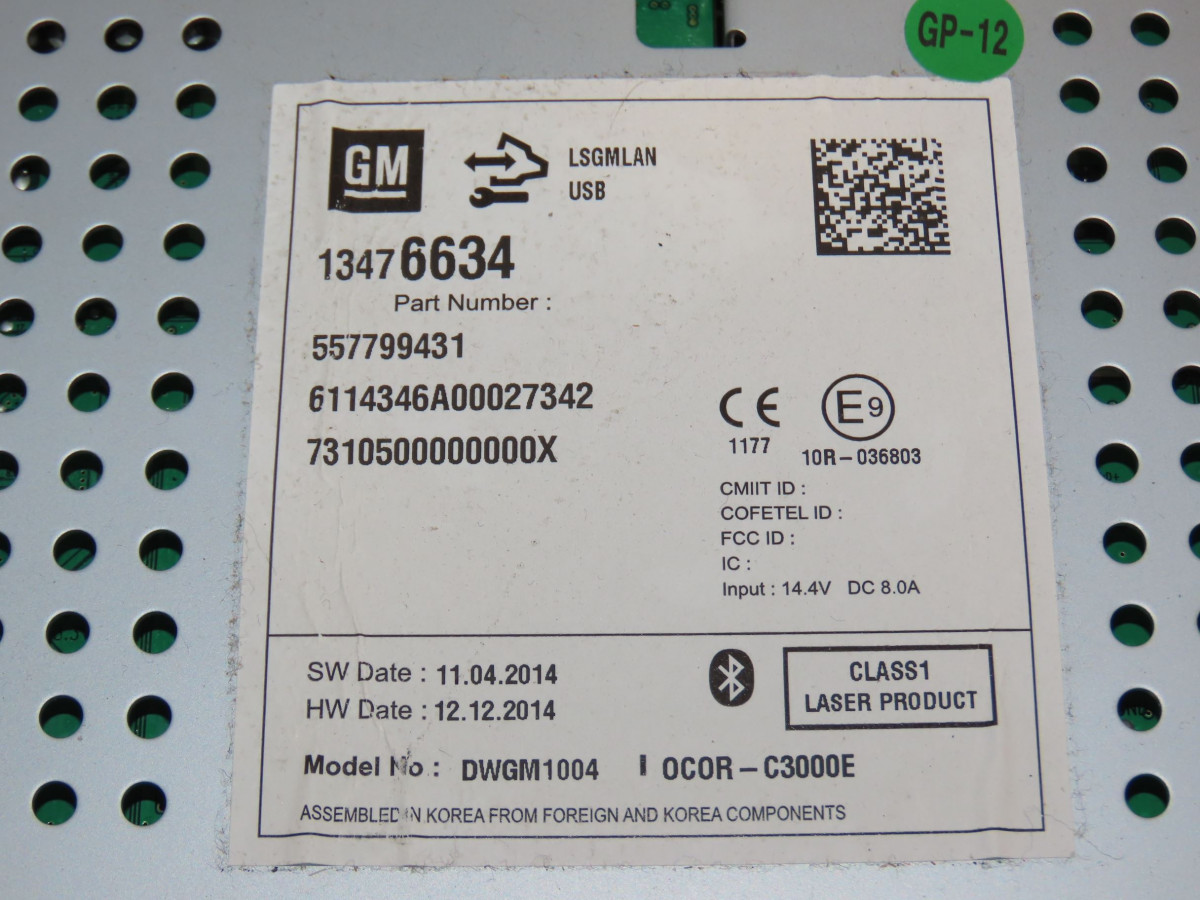 GP-12
GM
LSGMLAN
USB
13476634
Part Number :
557799431
6114346A00027342
7310500000000X
CE
1177
E9
10R-036803
CMIIT ID :
COFETEL ID :
FCC ID :
IC :
Input : 14.4V DC 8.0A
SW Date : 11.04.2014
HW Date : 12.12.2014
CLASS1
LASER PRODUCT
Model No : DWGM1004 I OCOR-C3000E
ASSEMBLED IN KOREA FROM FOREIGN AND KOREA COMPONENTS